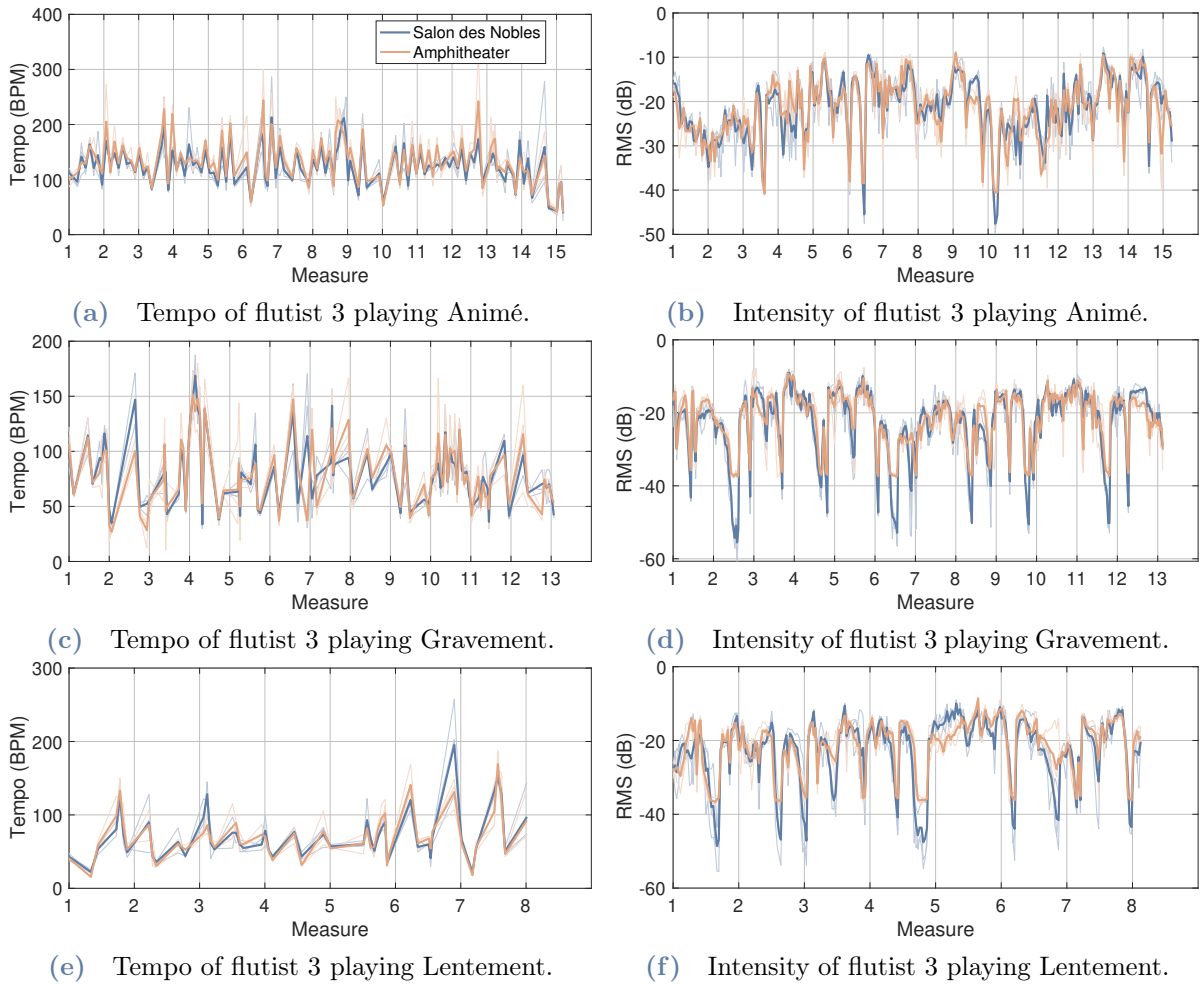 400
300
200
100
0
Tempo (BPM)
Salon des Nobles
Amphitheater
1 2 3 4 5 6 7 8 9 10 11 12 13 14 15
Measure
(a) Tempo of flutist 3 playing Animé.
0
-10
-20
-30
-40
-50
RMS (dB)
1 2 3 4 5 6 7 8 9 10 11 12 13 14 15
Measure
(b) Intensity of flutist 3 playing Animé.
200
150
100
50
0
Tempo (BPM)
1 2 3 4 5 6 7 8 9 10 11 12 13
Measure
(c) Tempo of flutist 3 playing Gravement.
0
-20
-40
-60
RMS (dB)
1 2 3 4 5 6 7 8 9 10 11 12 13
Measure
(d) Intensity of flutist 3 playing Gravement.
300
200
100
0
Tempo (BPM)
1 2 3 4 5 6 7 8
Measure
(e) Tempo of flutist 3 playing Lentement.
0
-20
-40
-60
RMS (dB)
1 2 3 4 5 6 7 8
Measure
(f) Intensity of flutist 3 playing Lentement.